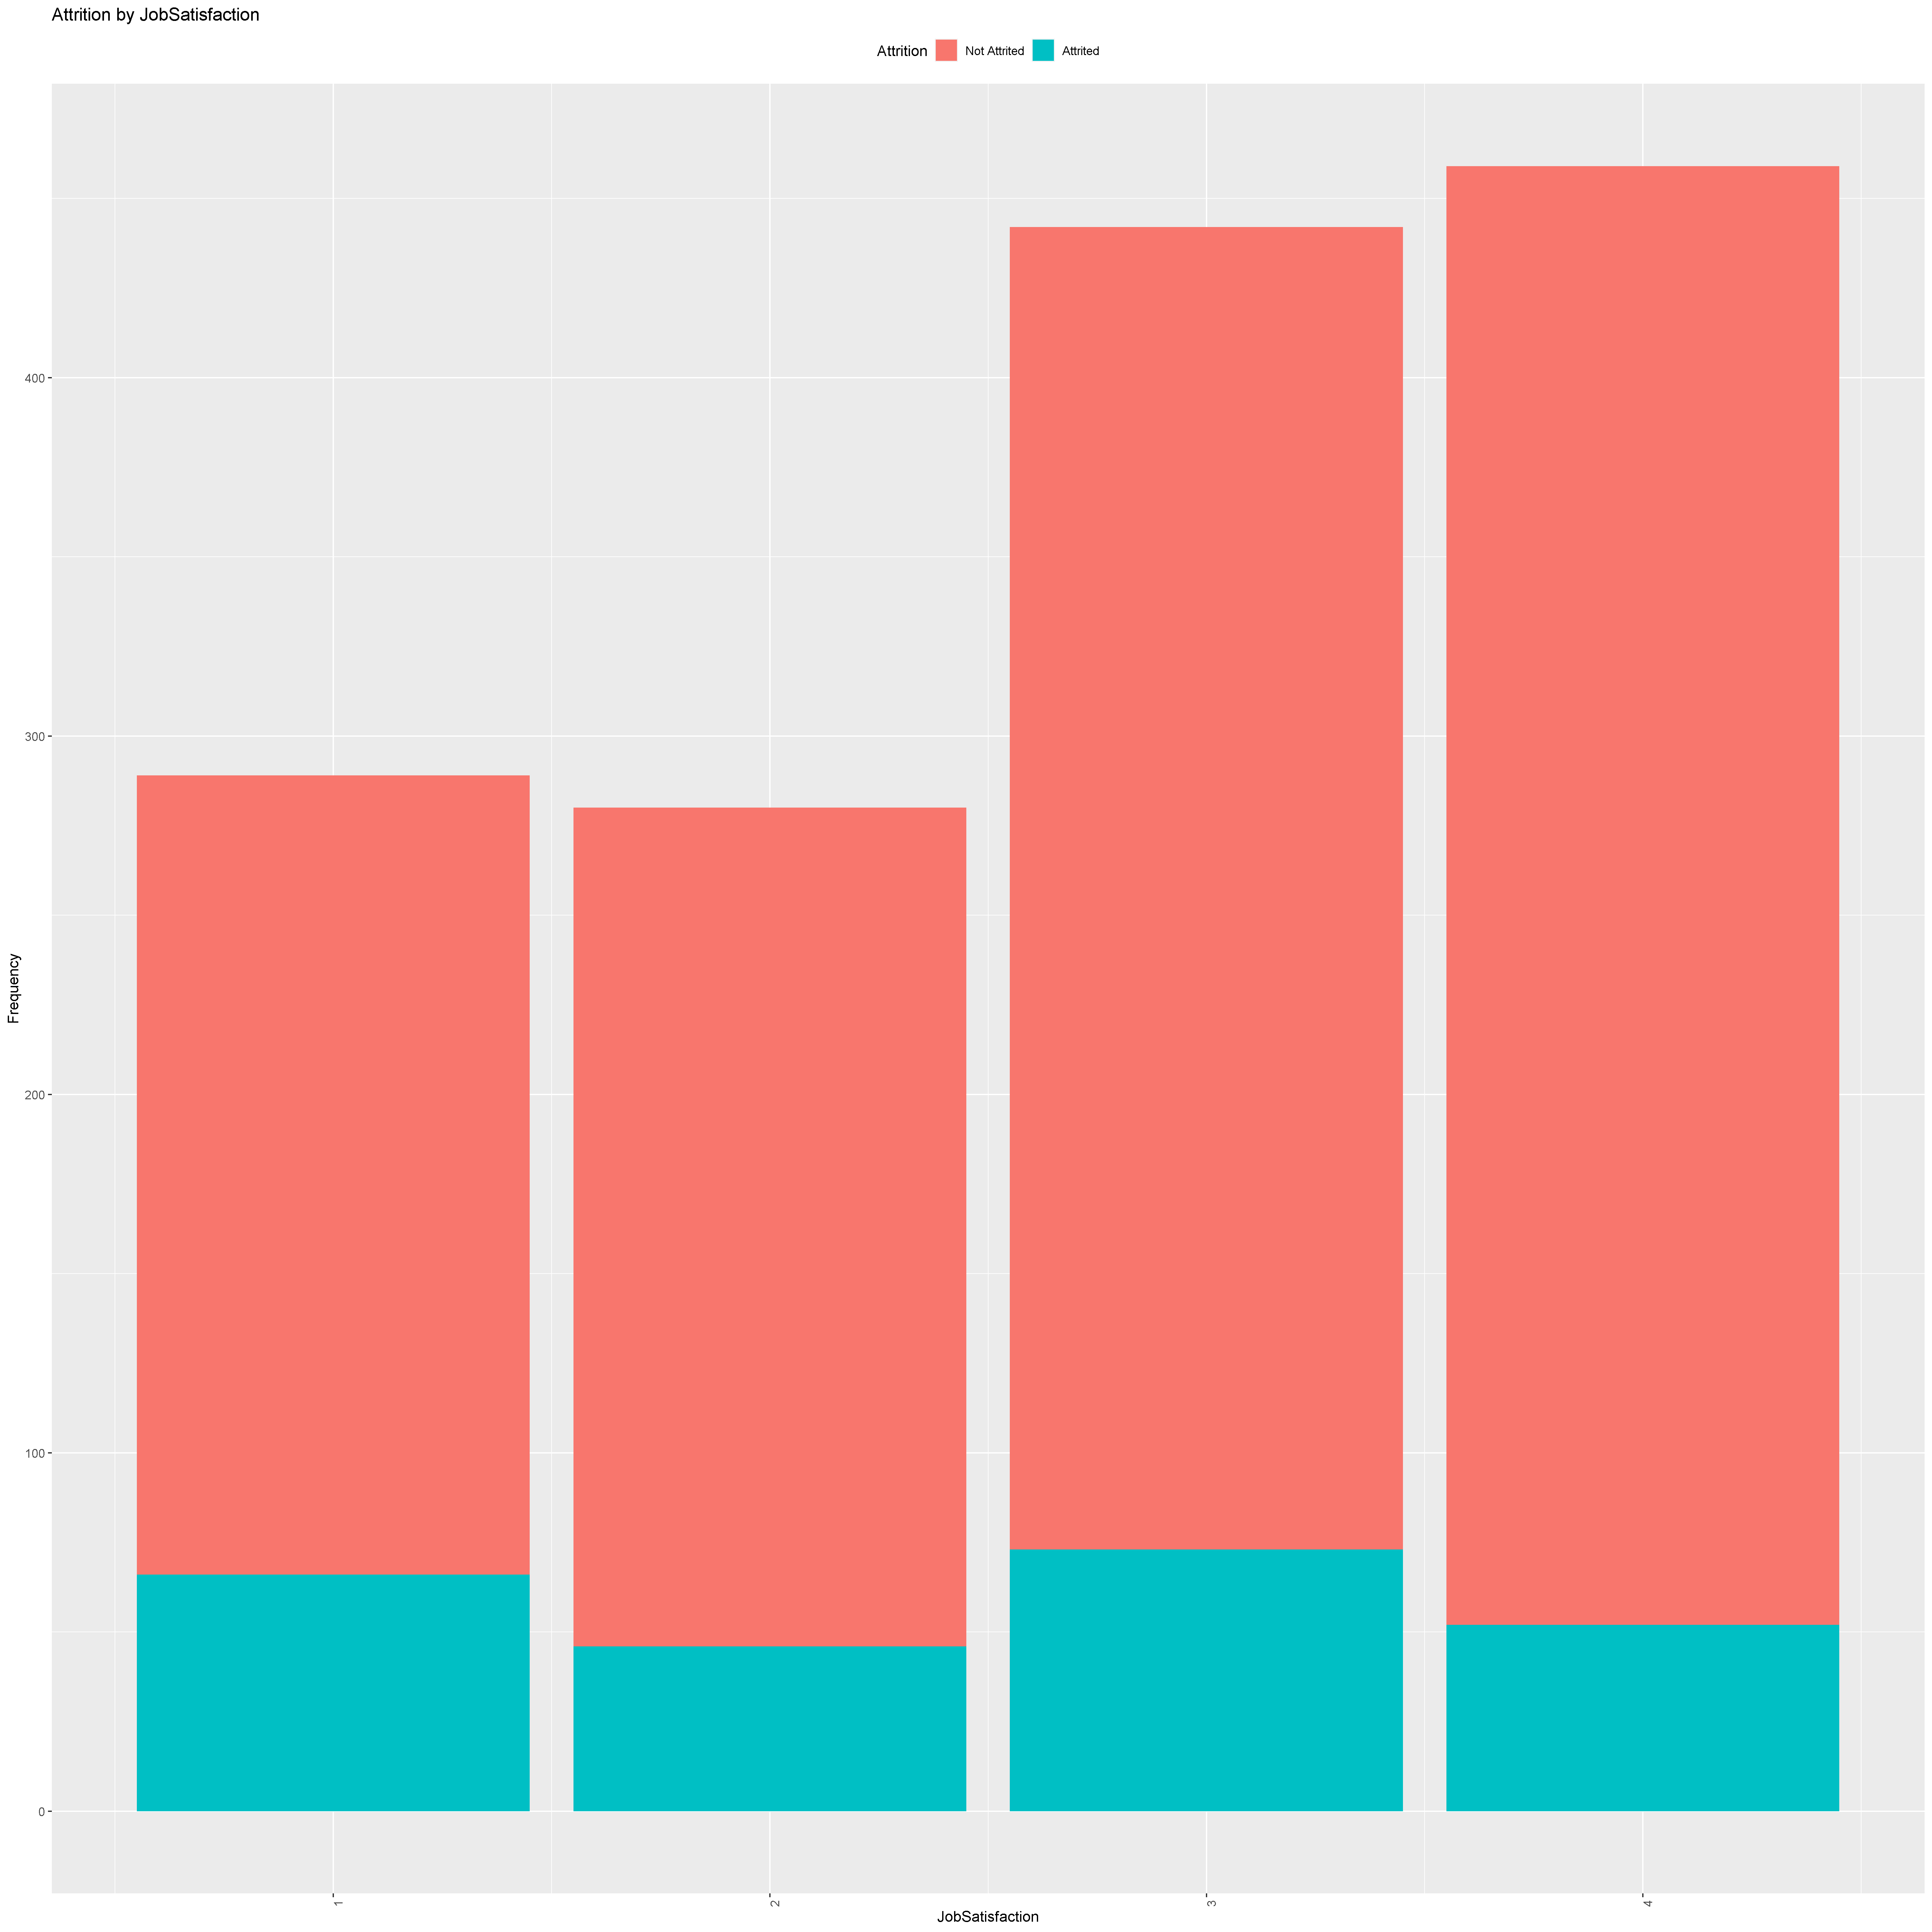 Attrition by JobSatisfaction
Attrition Not Attrited Attrited
400
300
200
100
0
Frequency
1 2 3 4
JobSatisfaction